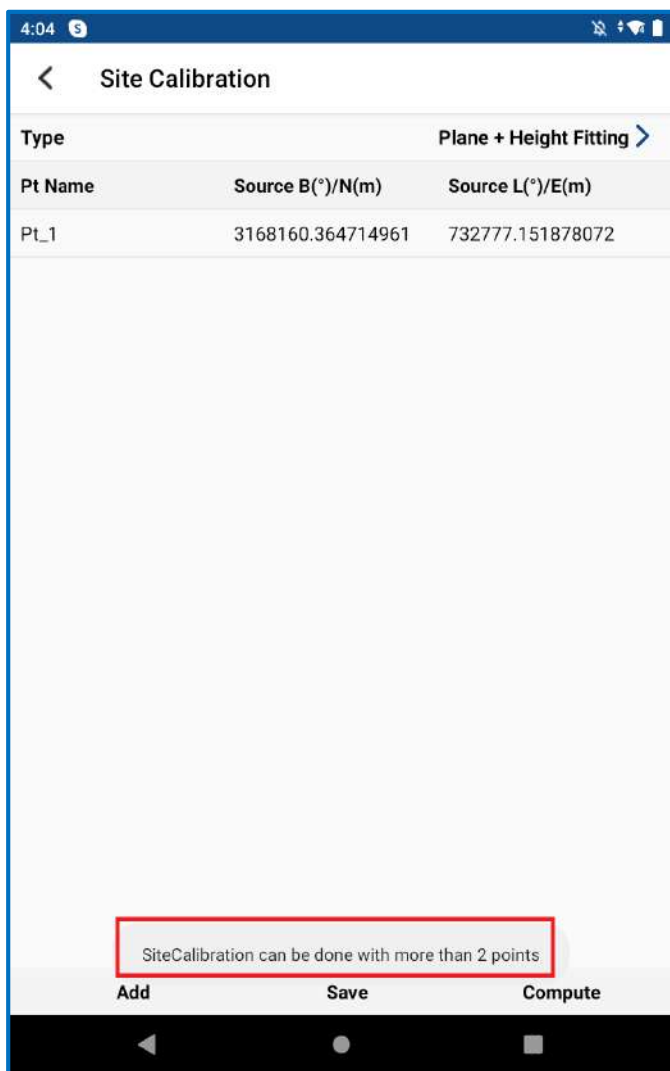 4:04 S
Site Calibration
Type Plane + Height Fitting
Pt Name Source B(°)/N(m) Source L(°)/E(m)
Pt_1 3168160.364714961 732777.151878072
SiteCalibration can be done with more than 2 points
Add Save Compute